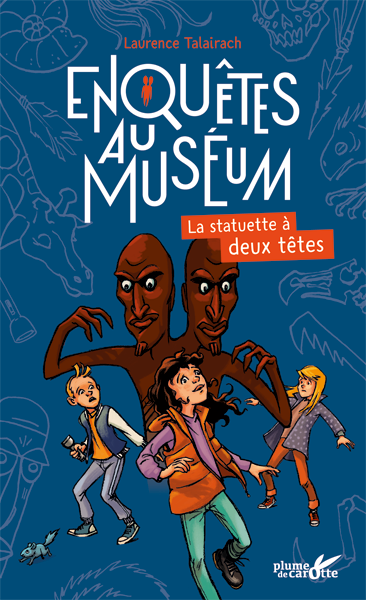 Laurence Talairach
ENQUÊTES
AU
MUSÉUM
La statuette à
deux têtes
plume
de carotte